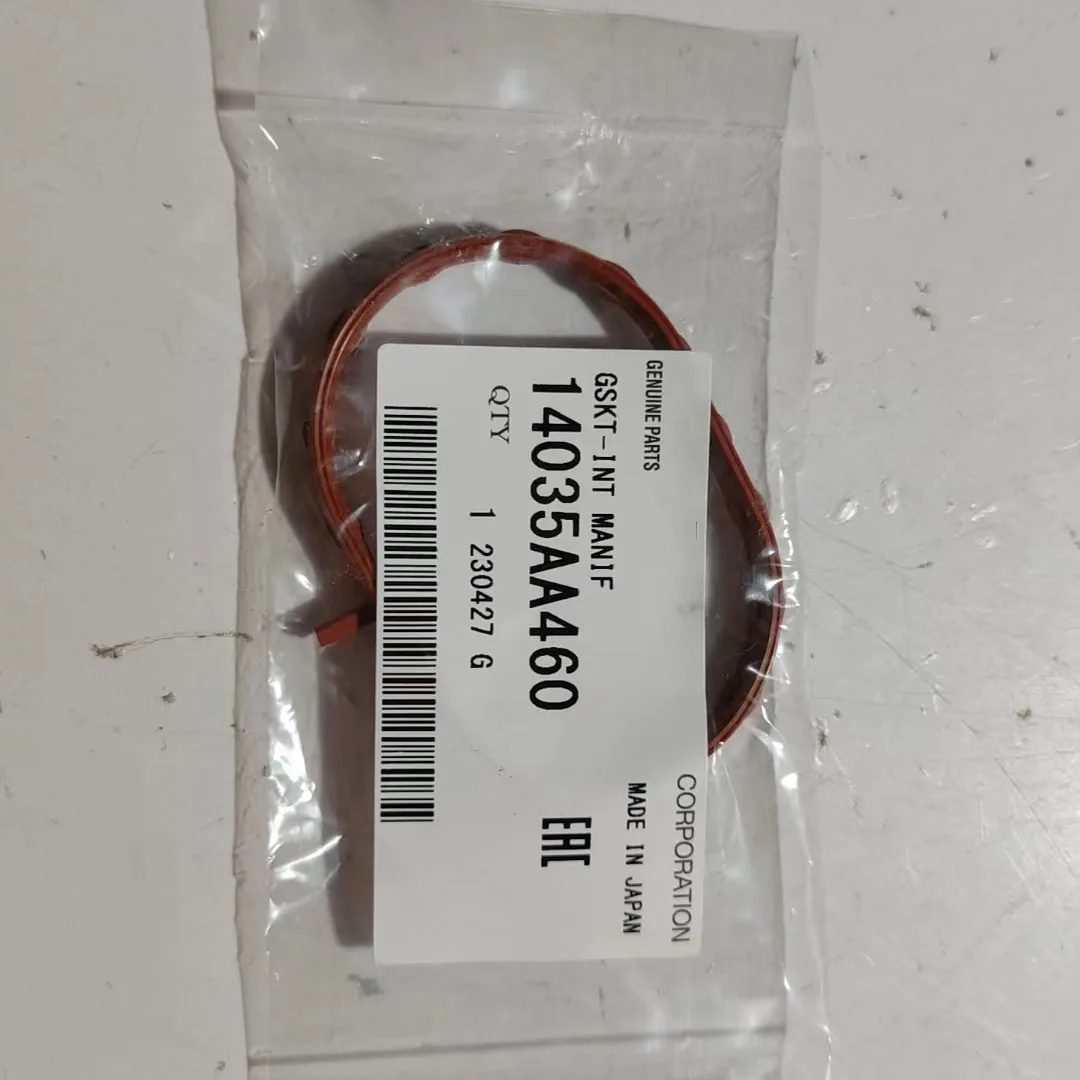 GENUINE PARTS
CORPORATION
GSKT-INT MANIF
MADE IN JAPAN
14035AA460
EAC
QTY 1 230427 G